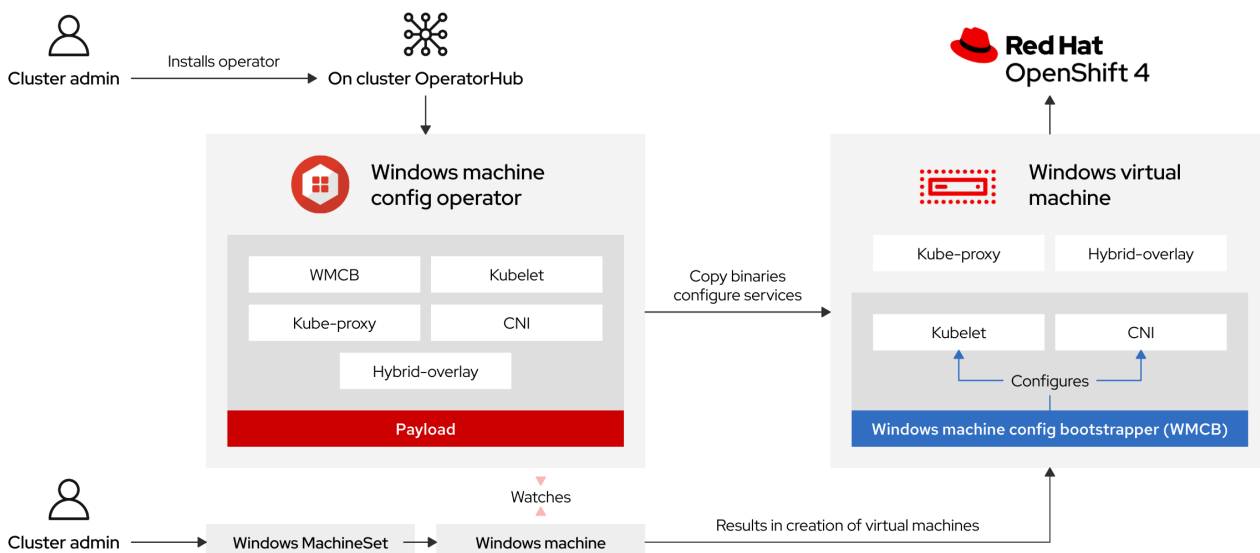 Cluster admin
Installs operator
On cluster OperatorHub
Red Hat
OpenShift 4
Windows machine
config operator
WMCB
Kubelet
Kube-proxy
CNI
Hybrid-overlay
Payload
Copy binaries
configure services
Windows virtual
machine
Kube-proxy
Hybrid-overlay
Kubelet
CNI
Configures
Windows machine config bootstrapper (WMCB)
Watches
Cluster admin
Windows MachineSet
Windows machine
Results in creation of virtual machines